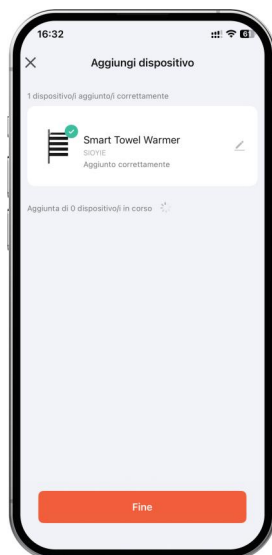 16:32
61
Aggiungi dispositivo
1 dispositivo/i aggiunto/i correttamente
Smart Towel Warmer
SIOYIE
Aggiunto correttamente
Aggiunta di 0 dispositivo/i in corso
Fine